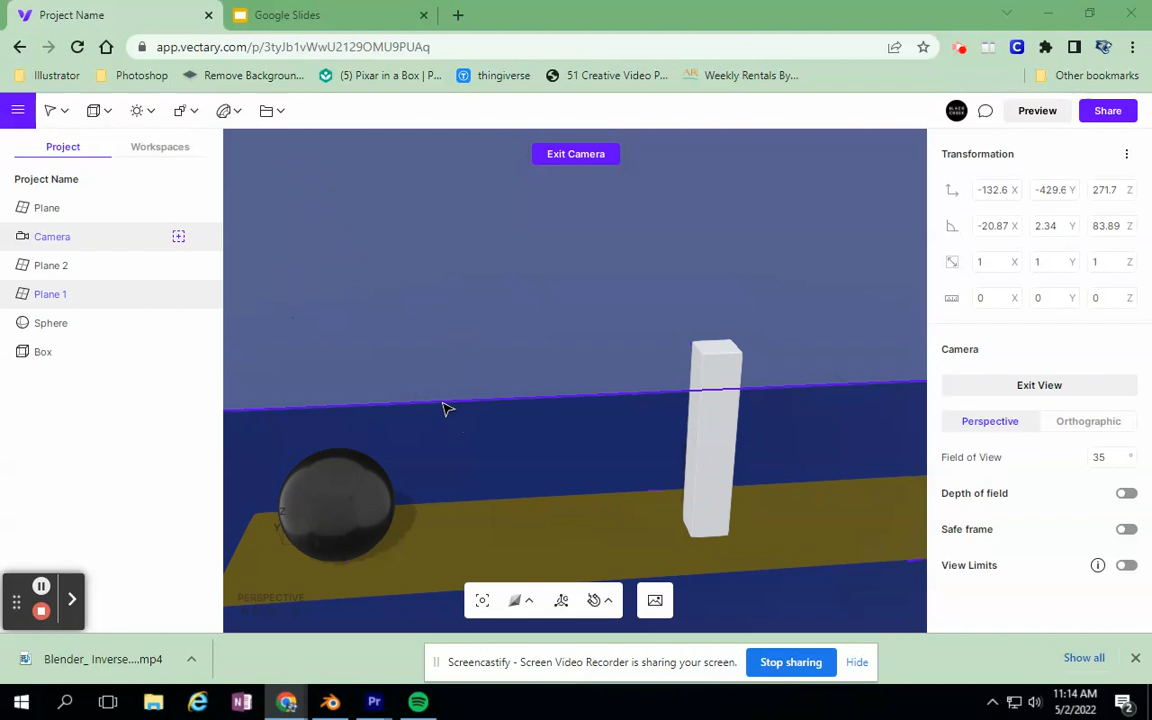 Project Name
Google Slides
app.vectary.com/p/3tyJb1vWwU2129OMU9PUAq
Illustrator
Photoshop
Remove Backgroun...
(5) Pixar in a Box | P...
thingiverse
51 Creative Video P...
Weekly Rentals By...
Other bookmarks
Preview
Share
Project
Workspaces
Exit Camera
Transformation
Project Name
-132.6 X
-429.6 Y
271.7 Z
Plane
-20.87 X
2.34 Y
83.89 Z
Camera
Plane 2
1 X
1 Y
1 Z
Plane 1
0 X
0 Y
0 Z
Sphere
Box
Camera
Exit View
Perspective
Orthographic
Field of View
35 °
Depth of field
Safe frame
View Limits
Z
Y
PERSPECTIVE
Blender_ Inverse....mp4
Screencastify - Screen Video Recorder is sharing your screen.
Stop sharing
Hide
Show all
11:14 AM
5/2/2022
2